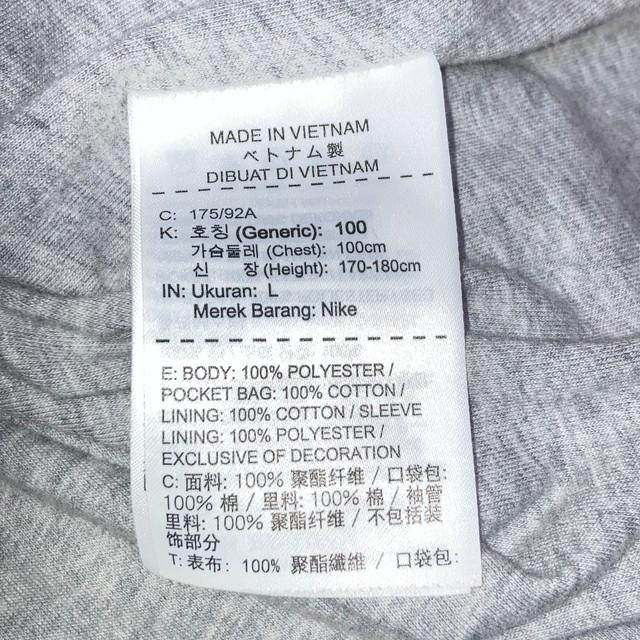 MADE IN VIETNAM
ベトナム製
DIBUAT DI VIETNAM
C: 175/92A
K: 호칭 (Generic): 100
가슴둘레 (Chest): 100cm
신 장 (Height): 170-180cm
IN: Ukuran: L
Merek Barang: Nike
E: BODY: 100% POLYESTER /
POCKET BAG: 100% COTTON /
LINING: 100% COTTON / SLEEVE
LINING: 100% POLYESTER /
EXCLUSIVE OF DECORATION
C: 面料: 100% 聚酯纤维 / 口袋包:
100% 棉 / 里料: 100% 棉 / 袖管
里料: 100% 聚酯纤维 / 不包括装
饰部分
T: 表布: 100% 聚酯纖維 / 口袋包: